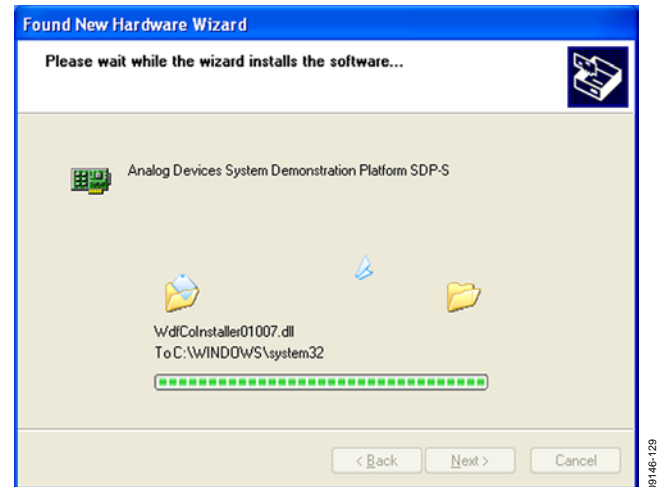 Found New Hardware Wizard
Please wait while the wizard installs the software...
Analog Devices System Demonstration Platform SDP-S
WdfCoInstaller01007.dll
To C:\WINDOWS\system32
< Back
Next >
Cancel
09146-129